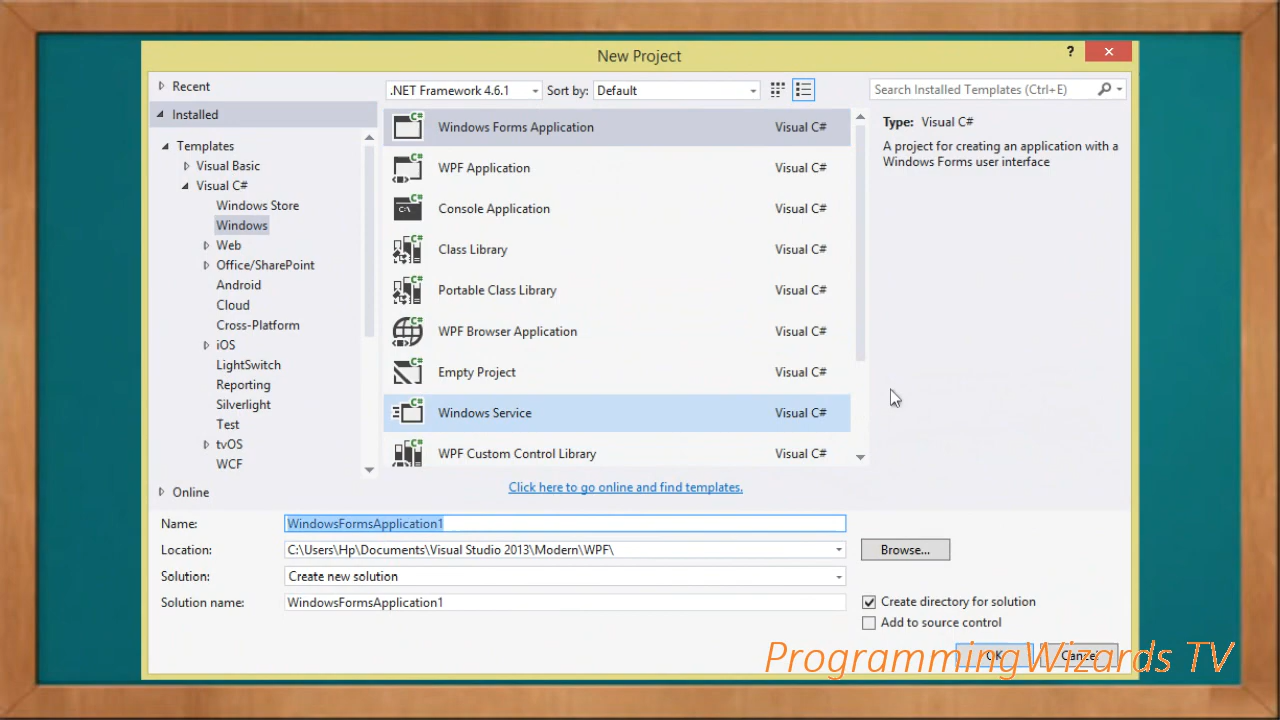 New Project
?
Recent
Installed
.NET Framework 4.6.1 Sort by: Default
Search Installed Templates (Ctrl+E)
Templates
Visual Basic
Visual C#
Windows Store
Windows
Web
Office/SharePoint
Android
Cloud
Cross-Platform
iOS
LightSwitch
Reporting
Silverlight
Test
tvOS
WCF
Online
Windows Forms Application Visual C#
WPF Application Visual C#
Console Application Visual C#
Class Library Visual C#
Portable Class Library Visual C#
WPF Browser Application Visual C#
Empty Project Visual C#
Windows Service Visual C#
WPF Custom Control Library Visual C#
Click here to go online and find templates.
Type: Visual C#
A project for creating an application with a
Windows Forms user interface
Name: WindowsFormsApplication1
Location: C:\Users\Hp\Documents\Visual Studio 2013\Modern\WPF\ Browse...
Solution: Create new solution
Solution name: WindowsFormsApplication1
Create directory for solution
Add to source control
OK Cancel
ProgrammingWizards TV